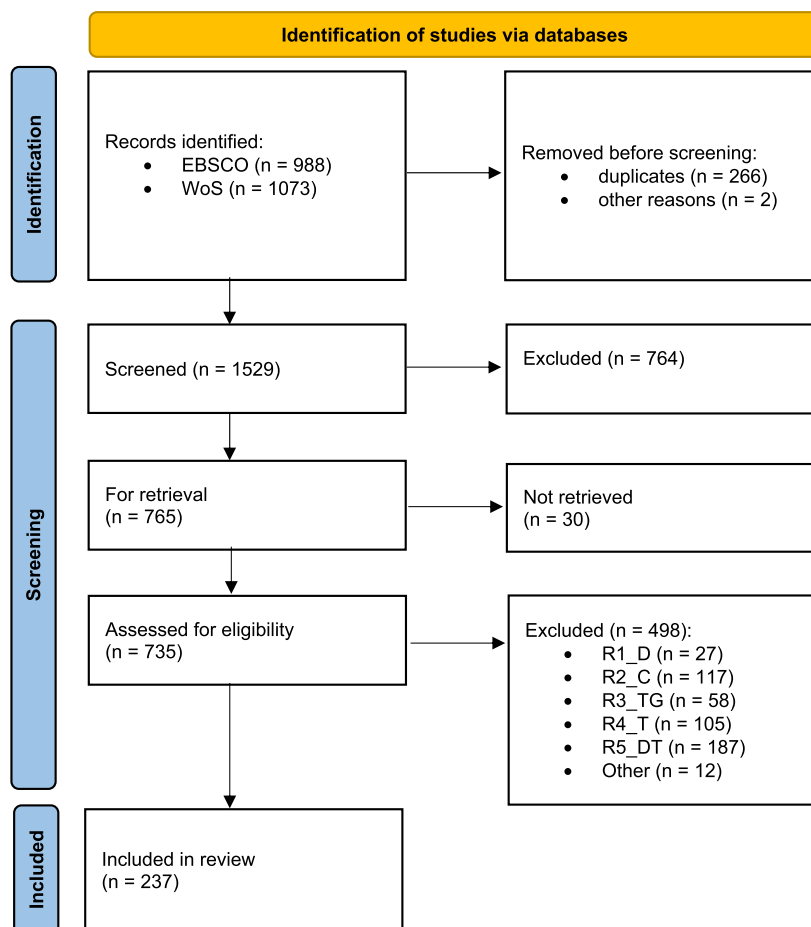 Identification of studies via databases
Identification
Records identified:
• EBSCO (n = 988)
• WoS (n = 1073)
Removed before screening:
• duplicates (n = 266)
• other reasons (n = 2)
Screening
Screened (n = 1529)
Excluded (n = 764)
For retrieval
(n = 765)
Not retrieved
(n = 30)
Assessed for eligibility
(n = 735)
Excluded (n = 498):
• R1_D (n = 27)
• R2_C (n = 117)
• R3_TG (n = 58)
• R4_T (n = 105)
• R5_DT (n = 187)
• Other (n = 12)
Included
Included in review
(n = 237)